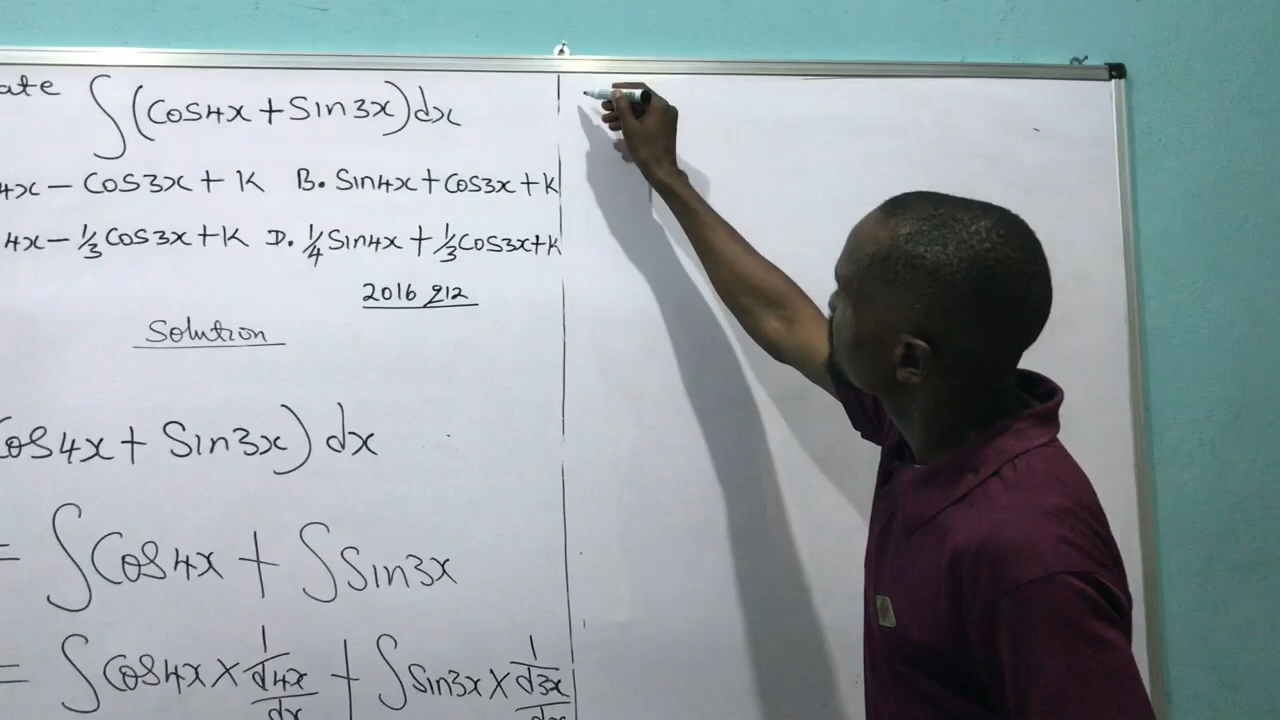 ate ∫(Cos4x + Sin3x)dx
4x − Cos3x + K B. Sin4x + Cos3x + K
4x − 1/3 Cos3x + K D. 1/4 Sin4x + 1/3 Cos3x + K
2016 Q12
Solution
os4x + Sin3x) dx
= ∫Cos4x + ∫Sin3x
= ∫Cos4x × 1/(d4x/dx) + ∫Sin3x × 1/(d3x/dx)